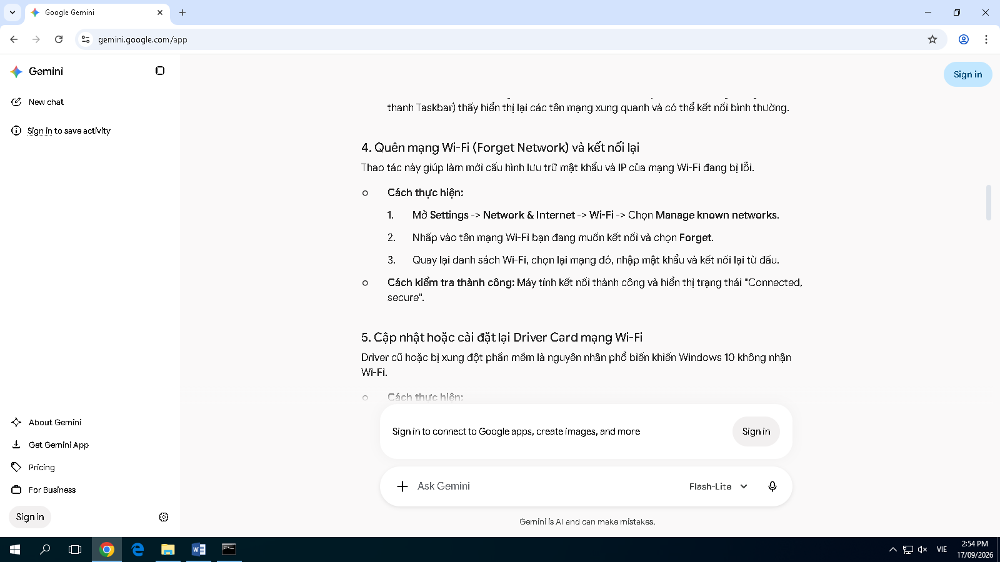 Google Gemini
gemini.google.com/app
Gemini
Sign in
New chat
Sign in to save activity
thanh Taskbar) thấy hiển thị lại các tên mạng xung quanh và có thể kết nối bình thường.
4. Quên mạng Wi-Fi (Forget Network) và kết nối lại
Thao tác này giúp làm mới cấu hình lưu trữ mật khẩu và IP của mạng Wi-Fi đang bị lỗi.
Cách thực hiện:
1. Mở Settings -> Network & Internet -> Wi-Fi -> Chọn Manage known networks.
2. Nhấp vào tên mạng Wi-Fi bạn đang muốn kết nối và chọn Forget.
3. Quay lại danh sách Wi-Fi, chọn lại mạng đó, nhập mật khẩu và kết nối lại từ đầu.
Cách kiểm tra thành công: Máy tính kết nối thành công và hiển thị trạng thái "Connected,
secure".
5. Cập nhật hoặc cài đặt lại Driver Card mạng Wi-Fi
Driver cũ hoặc bị xung đột phần mềm là nguyên nhân phổ biến khiến Windows 10 không nhận
Wi-Fi.
Cách thực hiện:
Sign in to connect to Google apps, create images, and more
Sign in
Ask Gemini
Flash-Lite
Gemini is AI and can make mistakes.
About Gemini
Get Gemini App
Pricing
For Business
Sign in
VIE
2:54 PM
17/09/2026